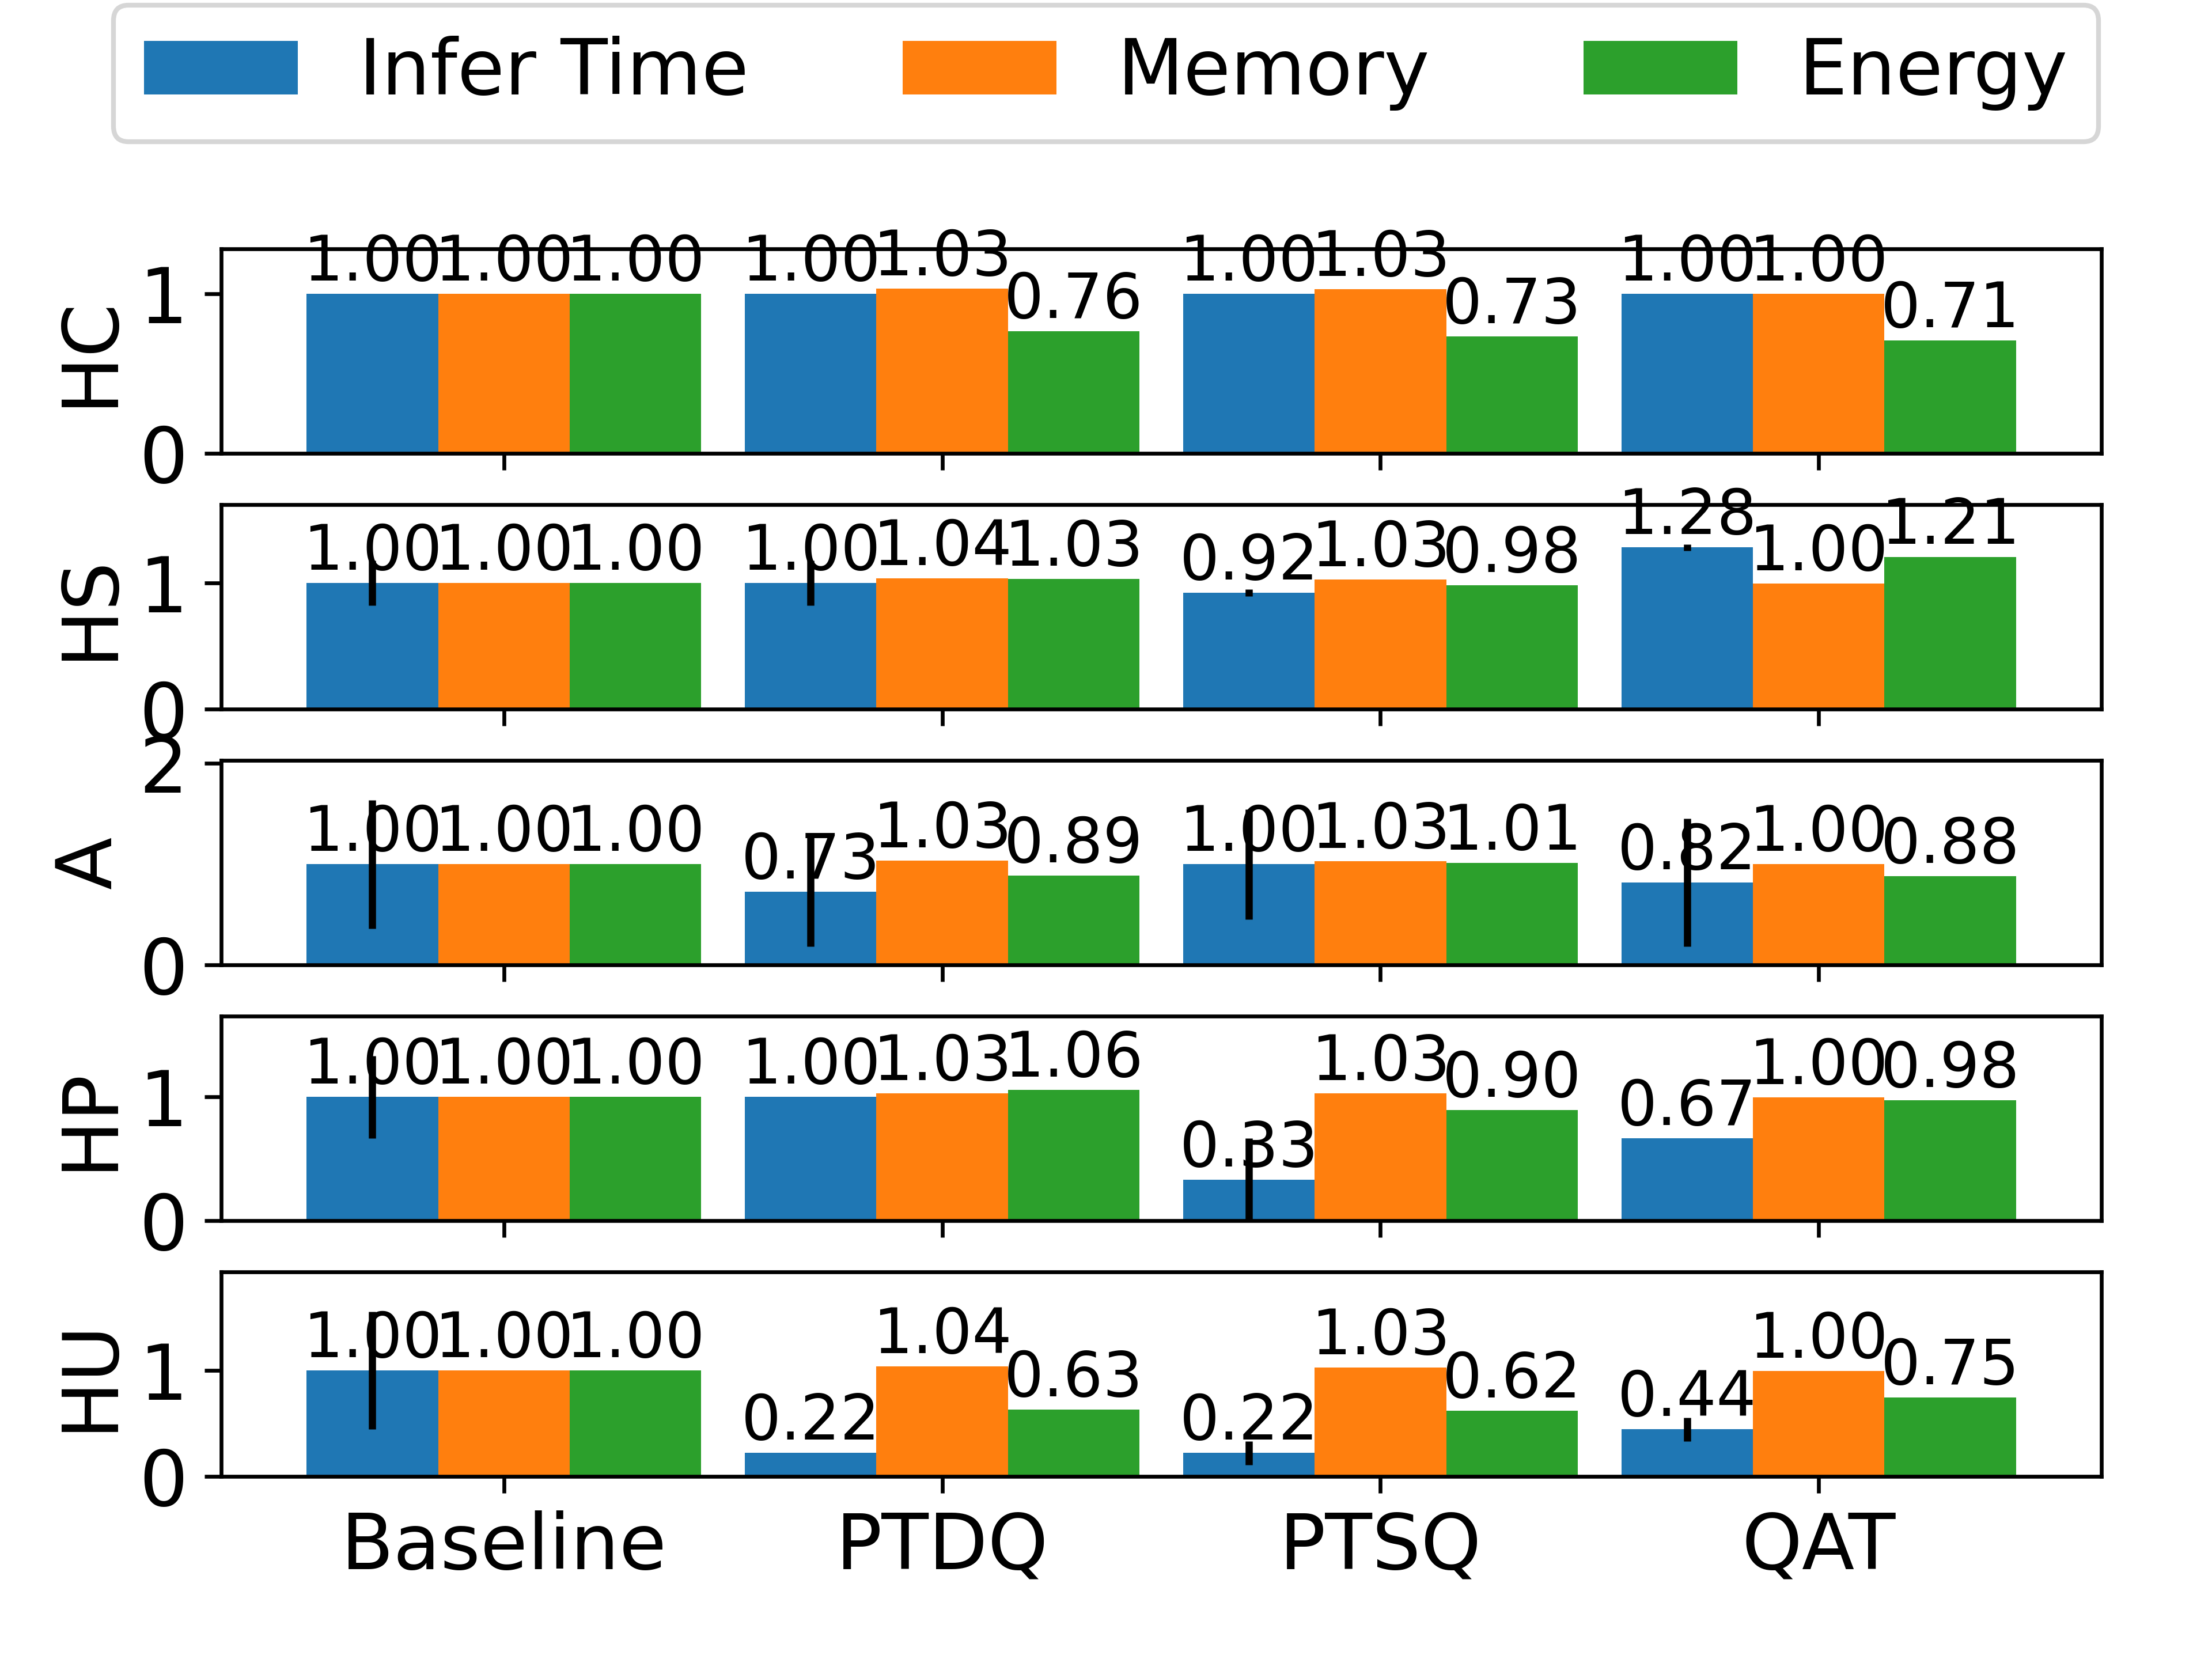 Infer Time Memory Energy
1.00 1.00 1.00 1.00 1.03 0.76 1.00 1.03 0.73 1.00 1.00 0.71
HC
1
0
1.00 1.00 1.00 1.00 1.04 1.03 0.92 1.03 0.98 1.28 1.00 1.21
HS
1
0
1.00 1.00 1.00 0.73 1.03 0.89 1.00 1.03 1.01 0.82 1.00 0.88
A
2
0
1.00 1.00 1.00 1.00 1.03 1.06 0.33 1.03 0.90 0.67 1.00 0.98
HP
1
0
1.00 1.00 1.00 0.22 1.04 0.63 0.22 1.03 0.62 0.44 1.00 0.75
HU
1
0
Baseline PTDQ PTSQ QAT